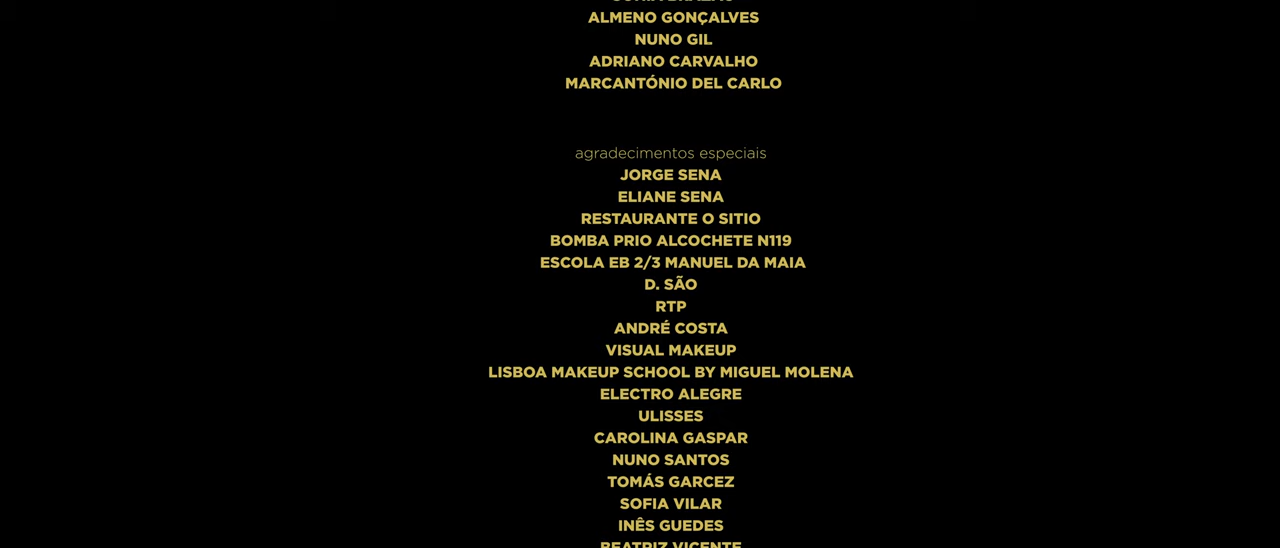 ALMENO GONÇALVES
NUNO GIL
ADRIANO CARVALHO
MARCANTÓNIO DEL CARLO
agradecimentos especiais
JORGE SENA
ELIANE SENA
RESTAURANTE O SITIO
BOMBA PRIO ALCOCHETE N119
ESCOLA EB 2/3 MANUEL DA MAIA
D. SÃO
RTP
ANDRÉ COSTA
VISUAL MAKEUP
LISBOA MAKEUP SCHOOL BY MIGUEL MOLENA
ELECTRO ALEGRE
ULISSES
CAROLINA GASPAR
NUNO SANTOS
TOMÁS GARCEZ
SOFIA VILAR
INÊS GUEDES
BEATRIZ VICENTE